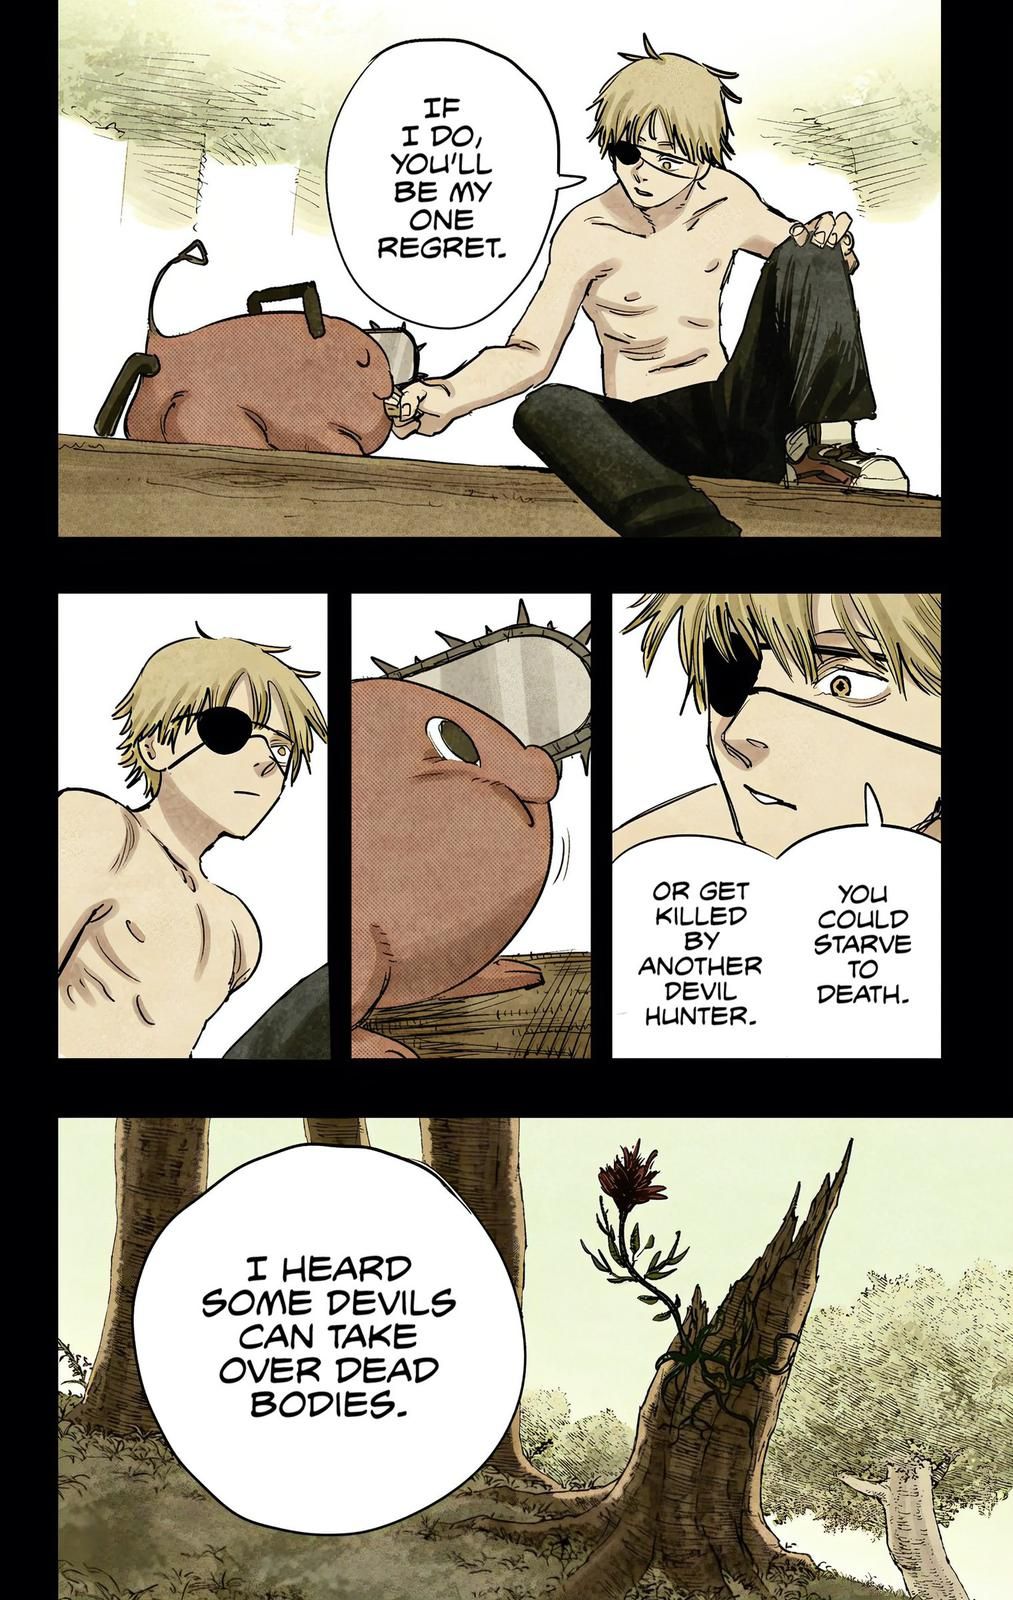 IF
I DO,
YOU'LL
BE MY
ONE
REGRET.
YOU
COULD
STARVE
TO
DEATH.
OR GET
KILLED
BY
ANOTHER
DEVIL
HUNTER.
I HEARD
SOME DEVILS
CAN TAKE
OVER DEAD
BODIES.